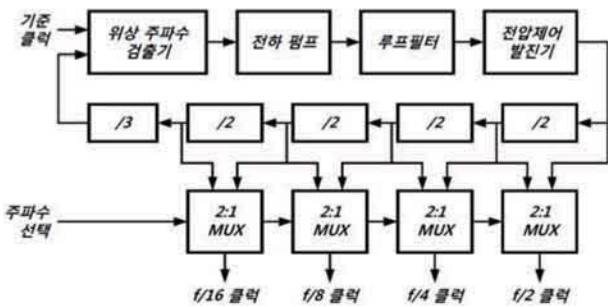 기준
클럭
위상 주파수
검출기
전하 펌프
루프필터
전압제어
발진기
/3
/2
/2
/2
/2
주파수
선택
2:1
MUX
2:1
MUX
2:1
MUX
2:1
MUX
f/16 클럭
f/8 클럭
f/4 클럭
f/2 클럭